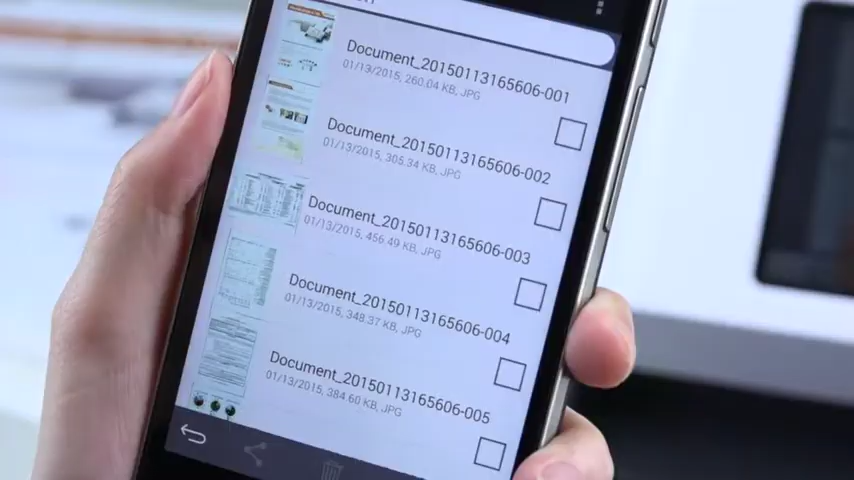 Document_20150113165606-001
01/13/2015, 260.04 KB, JPG
Document_20150113165606-002
01/13/2015, 305.34 KB, JPG
Document_20150113165606-003
01/13/2015, 456.49 KB, JPG
Document_20150113165606-004
01/13/2015, 348.37 KB, JPG
Document_20150113165606-005
01/13/2015, 384.60 KB, JPG